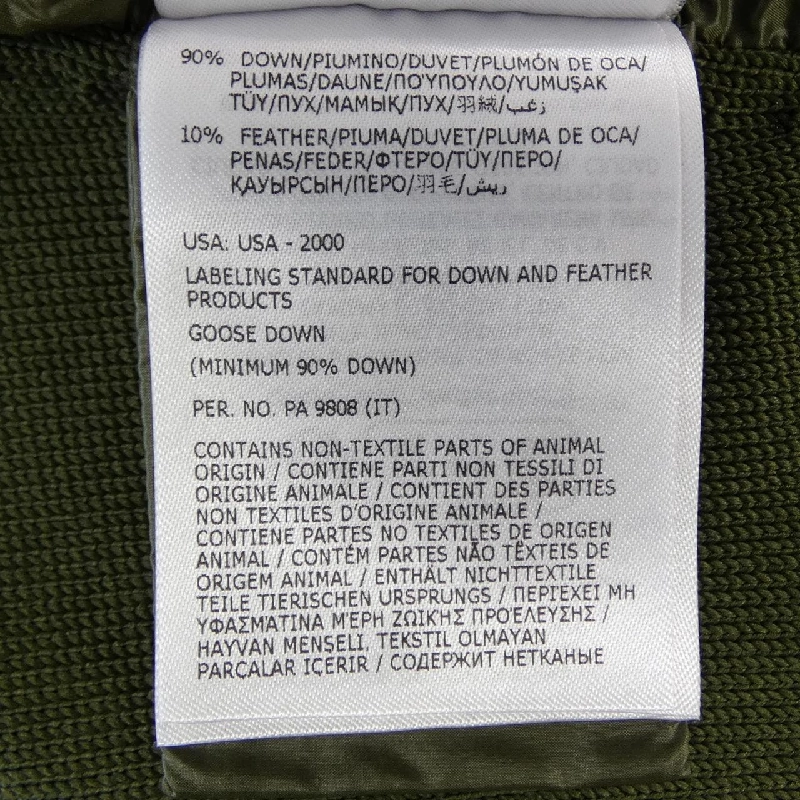 90% DOWN/PIUMINO/DUVET/PLUMÓN DE OCA/
PLUMAS/DAUNE/ΠΟΎΠΟΥΛΟ/YUMUŞAK
TÜY/ПУХ/МАМЫҚ/ПУХ/羽絨/زغب
10% FEATHER/PIUMA/DUVET/PLUMA DE OCA/
PENAS/FEDER/ΦΤΕΡΌ/TÜY/ПЕРО/
ҚАУЫРСЫН/ПЕРО/羽毛/ريش
USA: USA - 2000
LABELING STANDARD FOR DOWN AND FEATHER
PRODUCTS
GOOSE DOWN
(MINIMUM 90% DOWN)
PER. NO. PA 9808 (IT)
CONTAINS NON-TEXTILE PARTS OF ANIMAL
ORIGIN / CONTIENE PARTI NON TESSILI DI
ORIGINE ANIMALE / CONTIENT DES PARTIES
NON TEXTILES D'ORIGINE ANIMALE /
CONTIENE PARTES NO TEXTILES DE ORIGEN
ANIMAL / CONTÉM PARTES NÃO TÊXTEIS DE
ORIGEM ANIMAL / ENTHÄLT NICHTTEXTILE
TEILE TIERISCHEN URSPRUNGS / ΠΕΡΙΈΧΕΙ ΜΗ
ΥΦΑΣΜΆΤΙΝΑ ΜΈΡΗ ΖΩΙΚΉΣ ΠΡΟΈΛΕΥΣΗΣ /
HAYVAN MENŞELI, TEKSTIL OLMAYAN
PARÇALAR IÇERIR / СОДЕРЖИТ НЕТКАНЫЕ